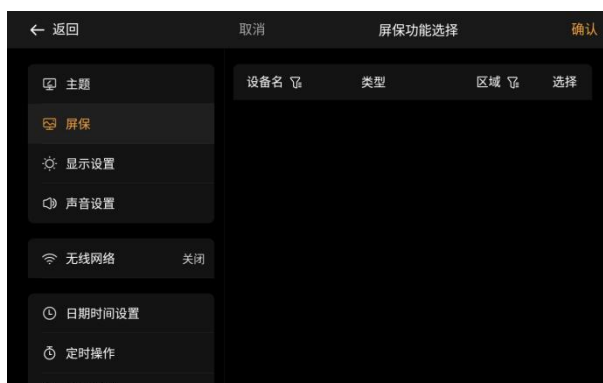 返回
取消 屏保功能选择 确认
主题
屏保
显示设置
声音设置
无线网络 关闭
日期时间设置
定时操作
设备名 类型 区域 选择